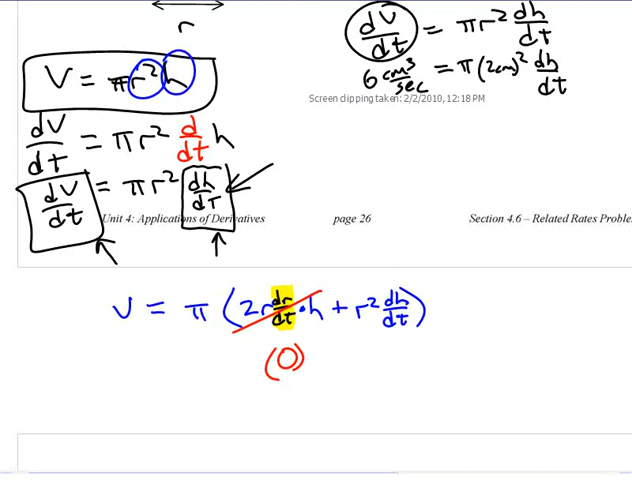 r
dV/dt = πr² dh/dt
V = πr²h
6 cm³/sec = π(2cm)² dh/dt
Screen clipping taken: 2/2/2010, 12:18 PM
dV/dt = πr² d/dt h
dV/dt = πr² dh/dt
Unit 4: Applications of Derivatives page 26 Section 4.6 – Related Rates Proble
V = π (2r dr/dt · h + r² dh/dt)
(0)